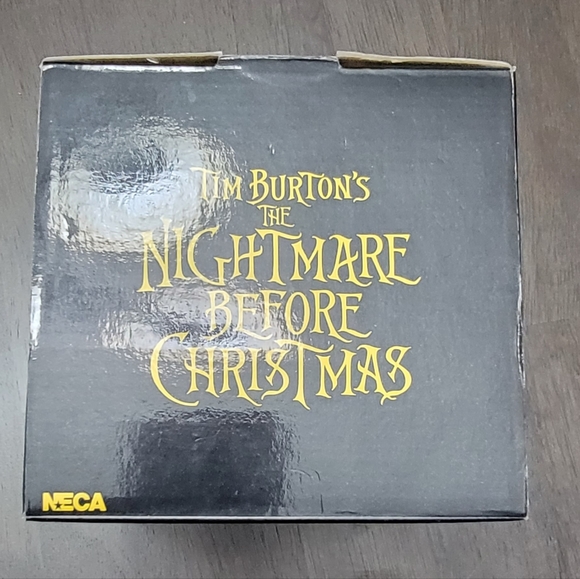 TIM BURTON'S
THE
NIGHTMARE
BEFORE
CHRISTMAS
NECA